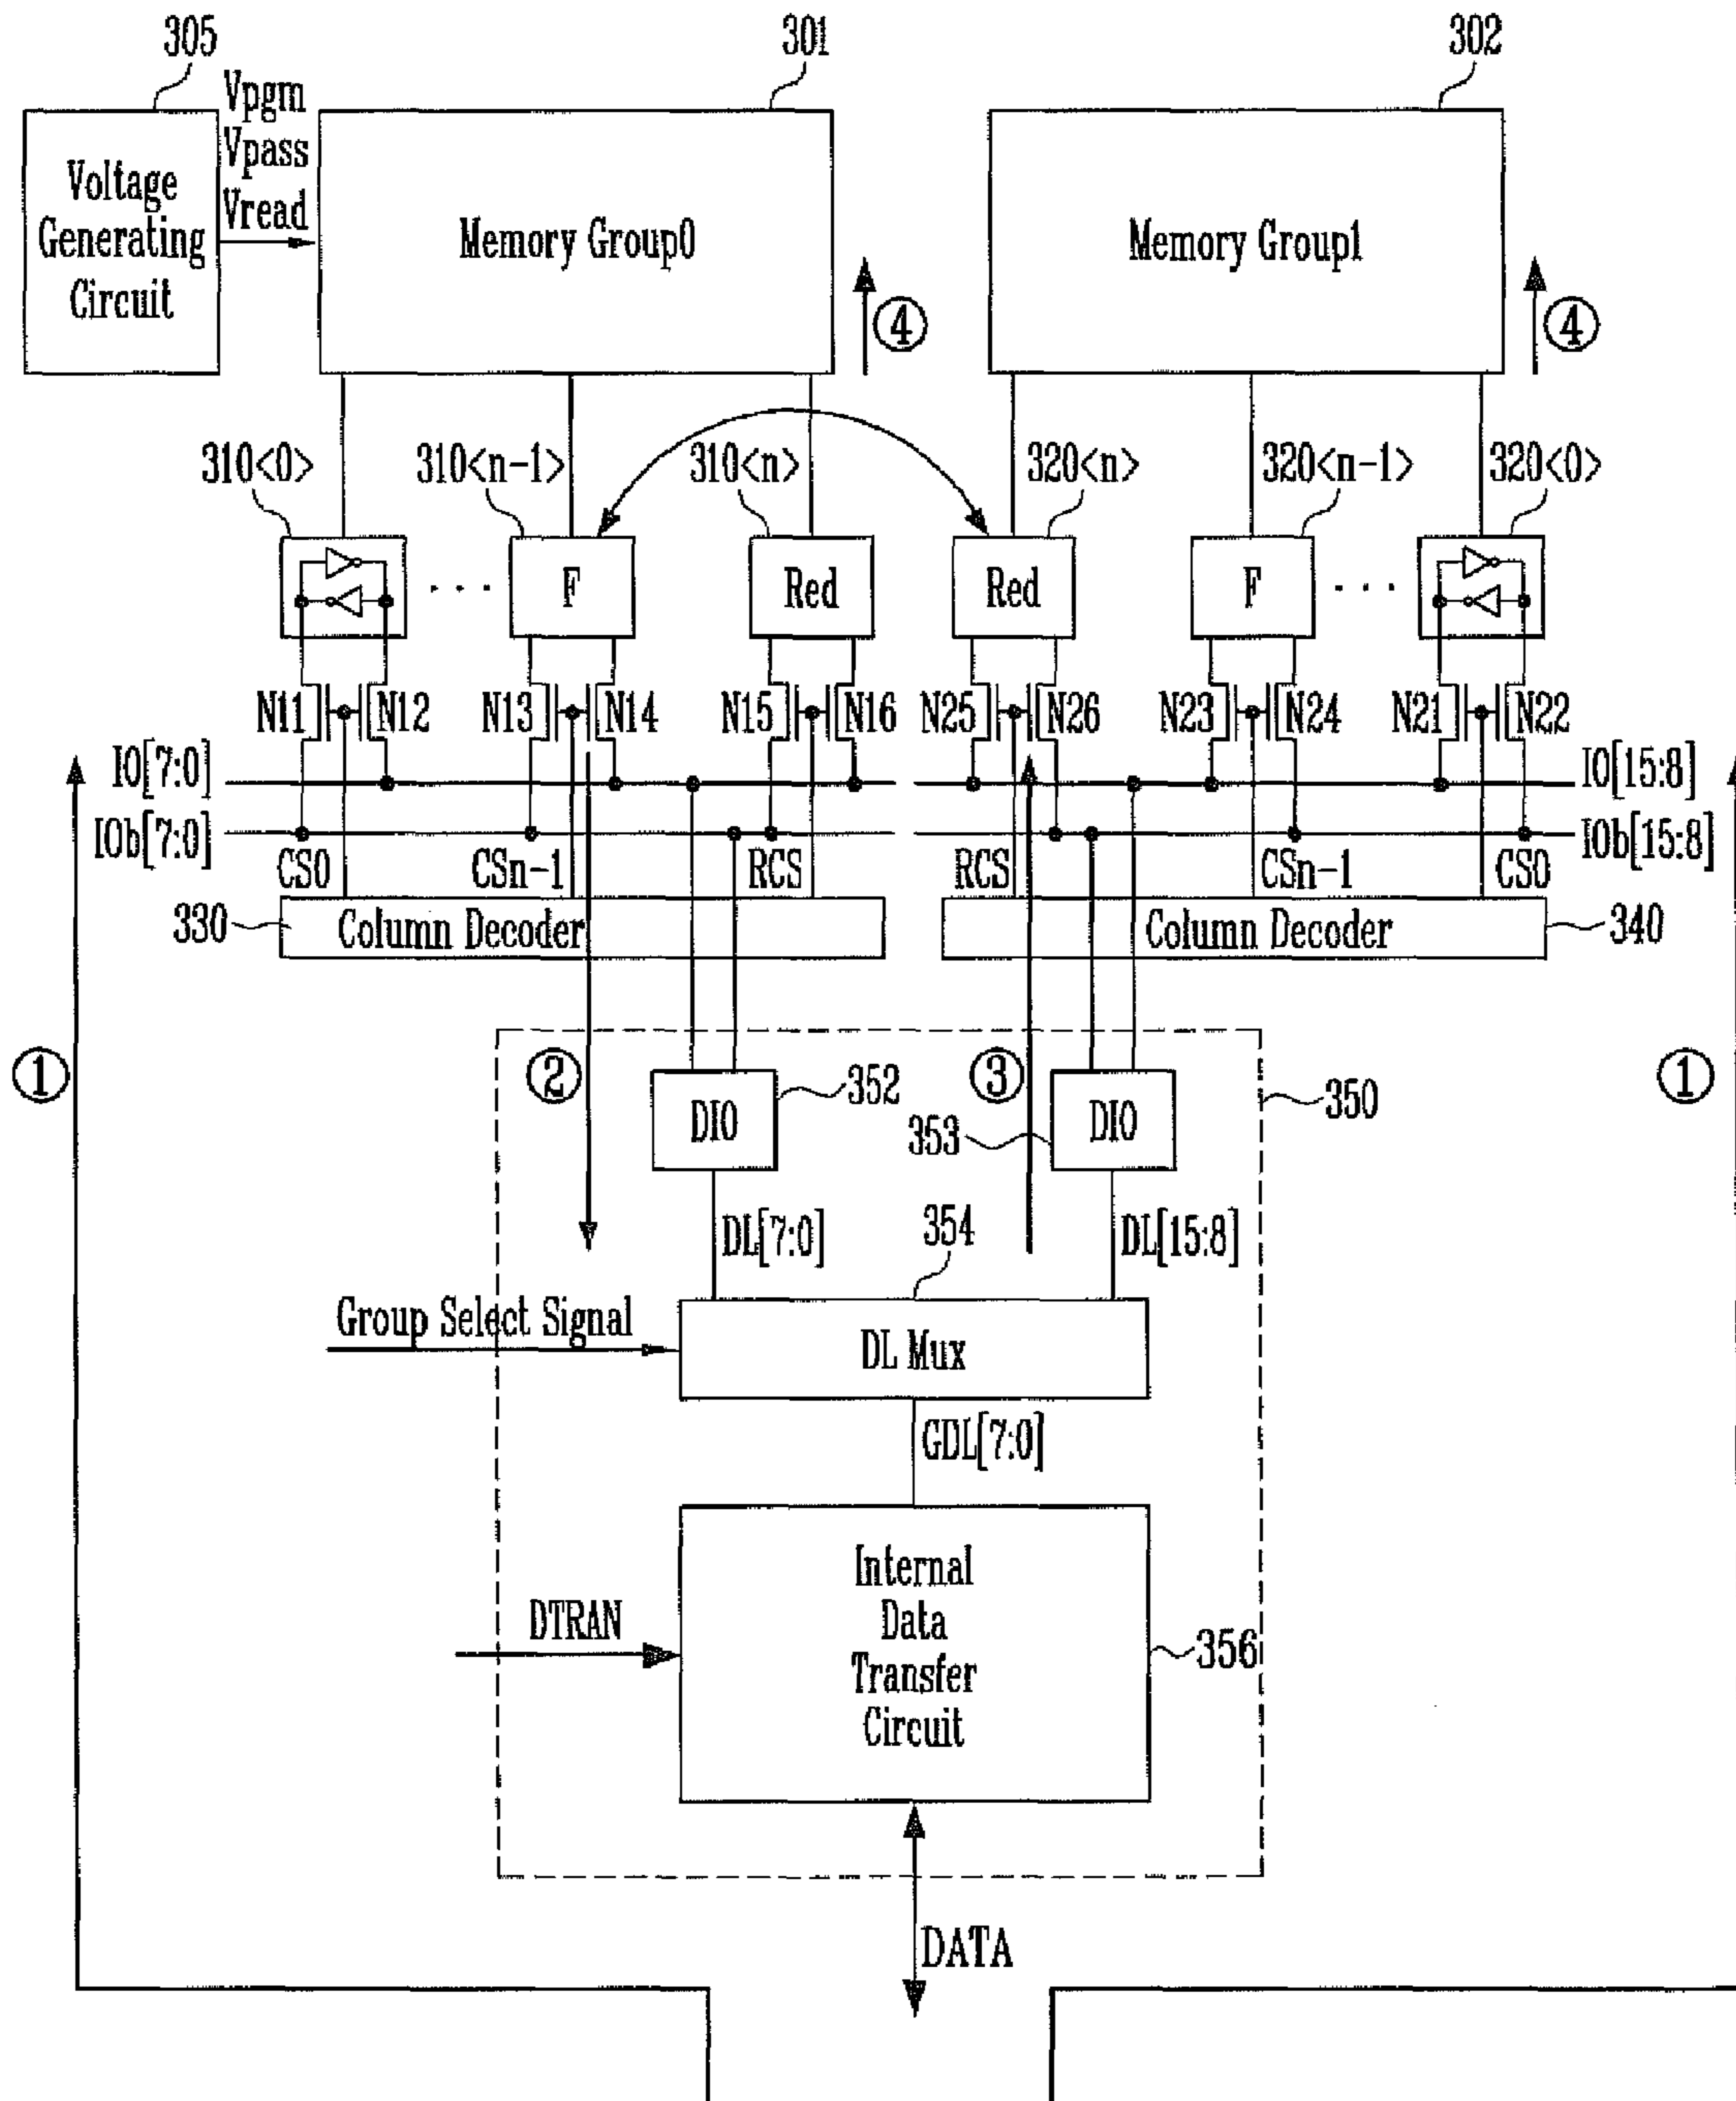 305
301
302
Vpgm
Vpass
Vread
Voltage
Generating
Circuit
Memory Group0
Memory Group1
④
④
310<0>
310<n-1>
310<n>
320<n>
320<n-1>
320<0>
· · ·
F
Red
Red
F
· · ·
N11
N12
N13
N14
N15
N16
N25
N26
N23
N24
N21
N22
IO[7:0]
IO[15:8]
IOb[7:0]
IOb[15:8]
CS0
CSn-1
RCS
RCS
CSn-1
CS0
330
Column Decoder
Column Decoder
340
①
②
③
①
352
DIO
353
DIO
350
DL[7:0]
354
DL[15:8]
Group Select Signal
DL Mux
GDL[7:0]
Internal
Data
Transfer
Circuit
DTRAN
356
DATA